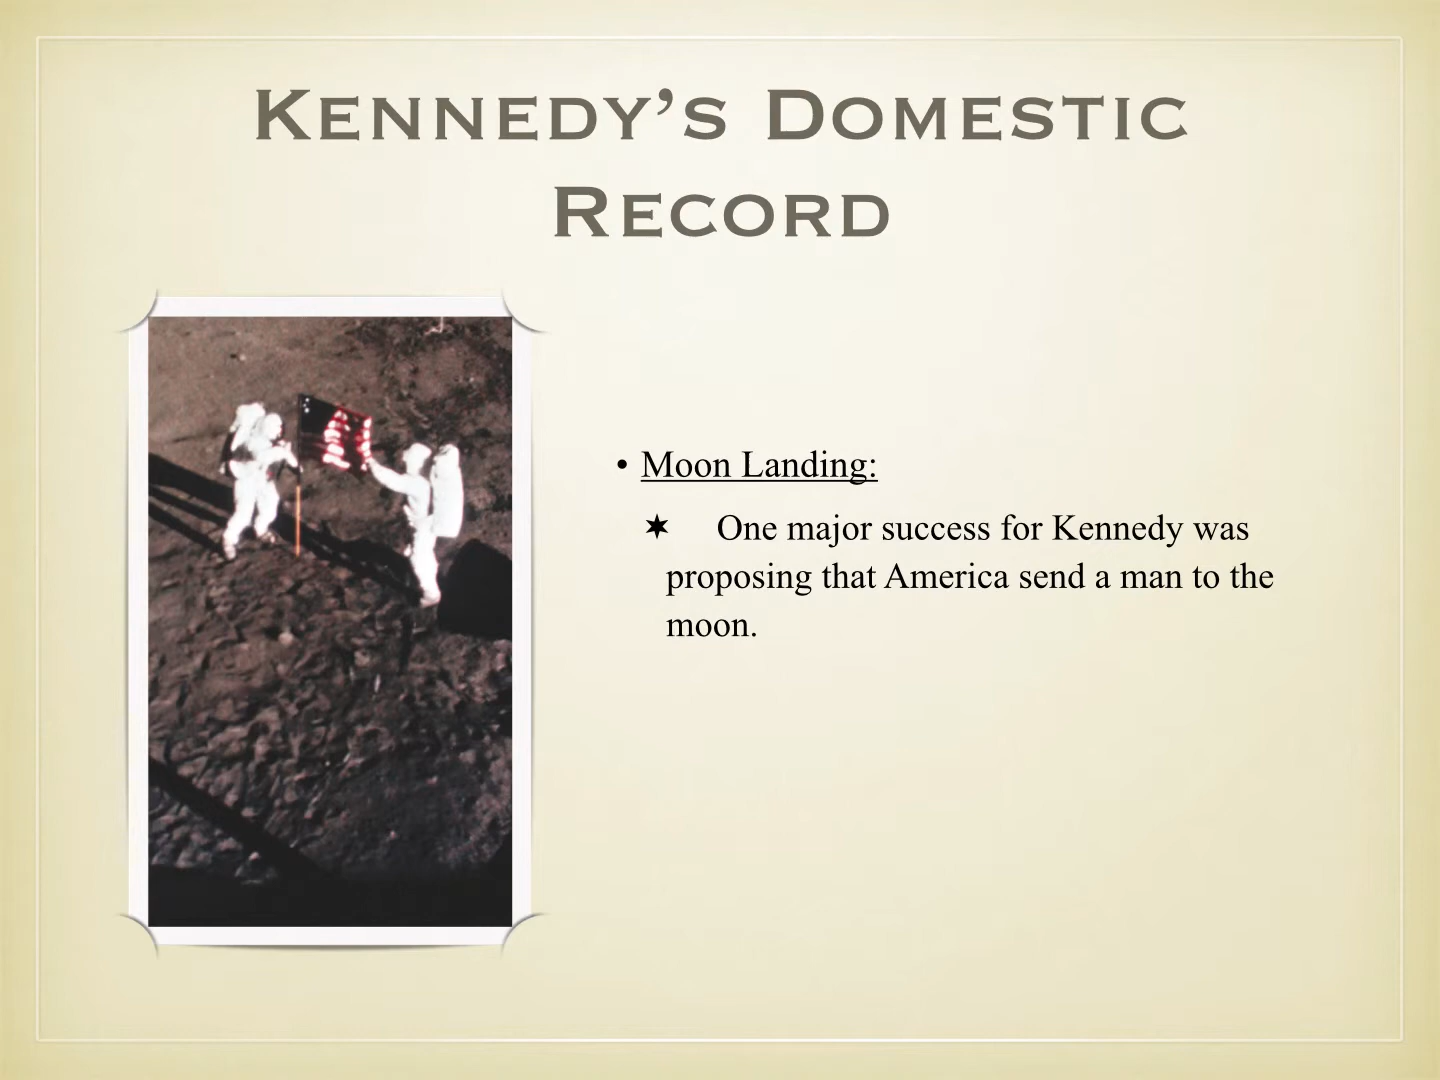 Kennedy’s Domestic
Record
• Moon Landing:
✶ One major success for Kennedy was
proposing that America send a man to the
moon.